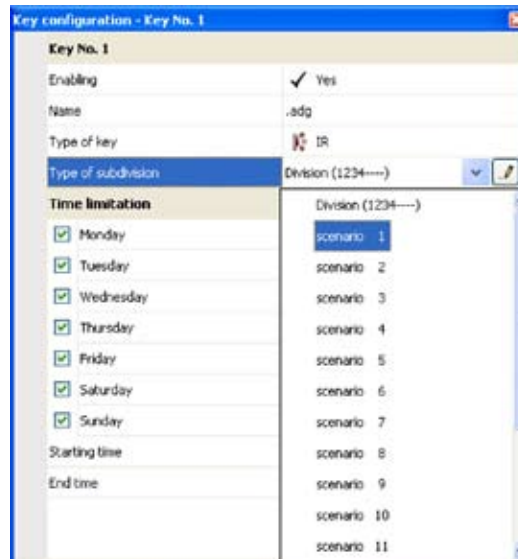 Key configuration - Key No. 1
Key No. 1
Enabling Yes
Name .adg
Type of key IR
Type of subdivision Division (1234----)
Time limitation Division (1234----)
Monday scenario 1
Tuesday scenario 2
Wednesday scenario 3
Thursday scenario 4
Friday scenario 5
Saturday scenario 6
Sunday scenario 7
Starting time scenario 8
End time scenario 9
scenario 10
scenario 11